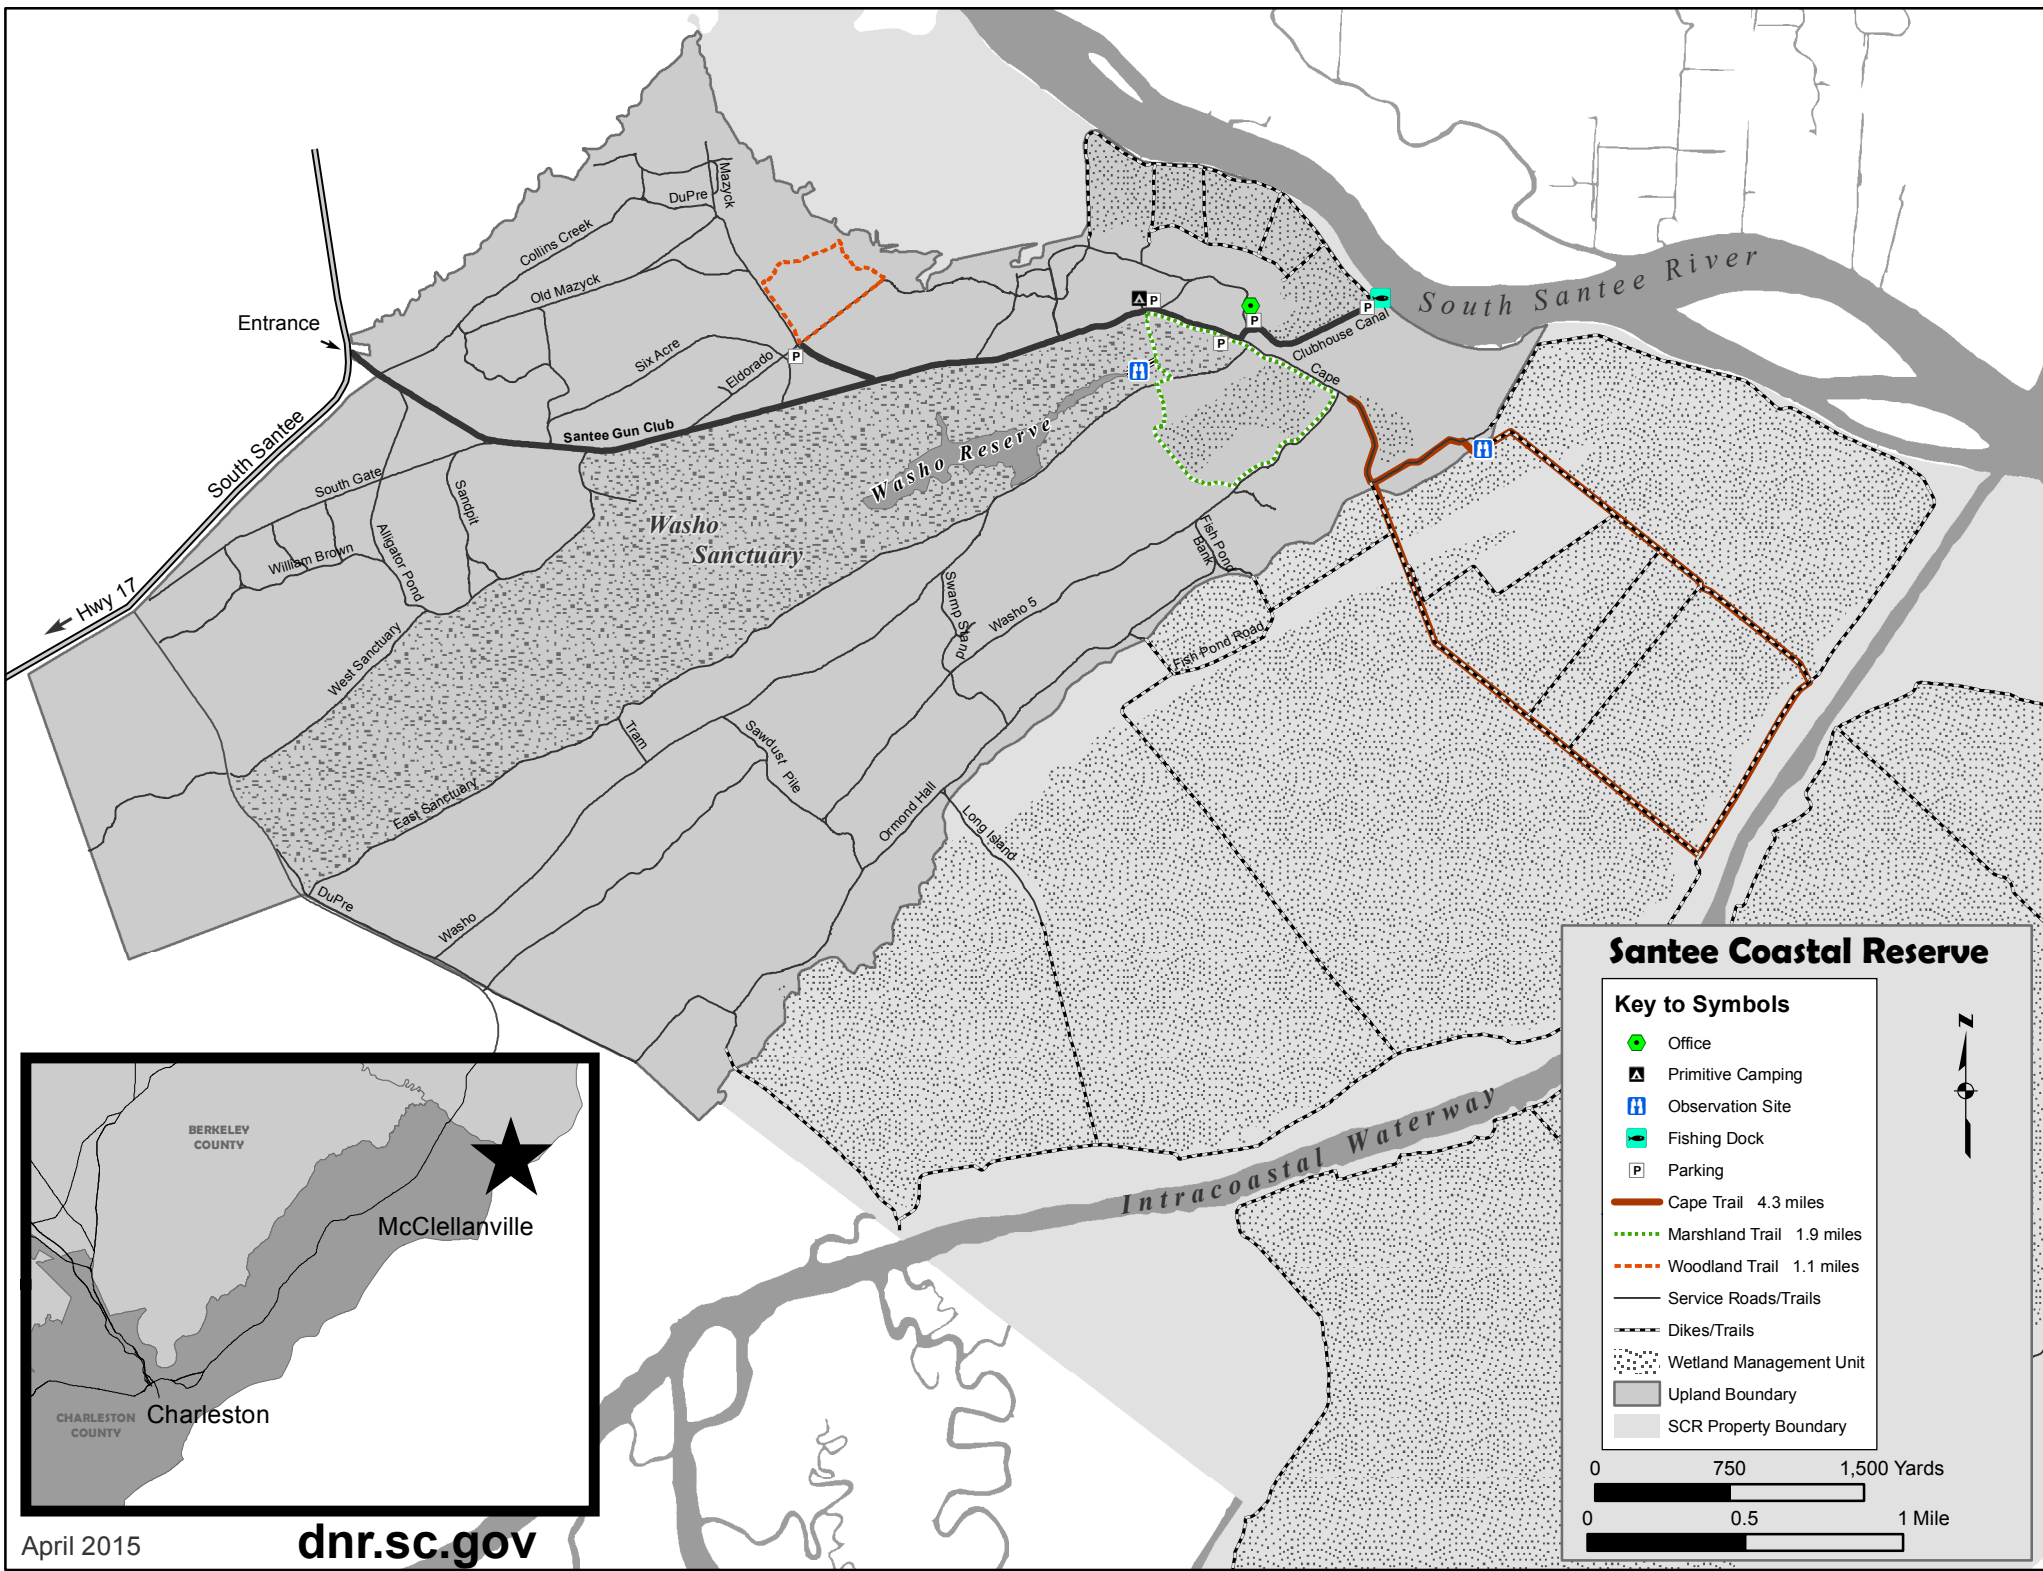 Mazyck
DuPre
Collins Creek
Old Mazyck
Entrance
Six Acre
Eldorado
P
Santee Gun Club
South Santee
Hwy 17
South Gate
Sandpit
William Brown
Alligator Pond
West Sanctuary
Washo
Sanctuary
Washo Reserve
P
P
P
P
Clubhouse Canal
Cape
South Santee River
Fish Pond
Bank
Swamp Stand
Washo 5
Fish Pond Road
Tram
Sawdust Pile
East Sanctuary
Ormond Hall
Long Island
DuPre
Washo
Intracoastal Waterway
BERKELEY
COUNTY
McClellanville
Charleston
CHARLESTON
COUNTY
April 2015
dnr.sc.gov
Santee Coastal Reserve
Key to Symbols
Office
Primitive Camping
Observation Site
Fishing Dock
P Parking
Cape Trail 4.3 miles
Marshland Trail 1.9 miles
Woodland Trail 1.1 miles
Service Roads/Trails
Dikes/Trails
Wetland Management Unit
Upland Boundary
SCR Property Boundary
N
0 750 1,500 Yards
0 0.5 1 Mile